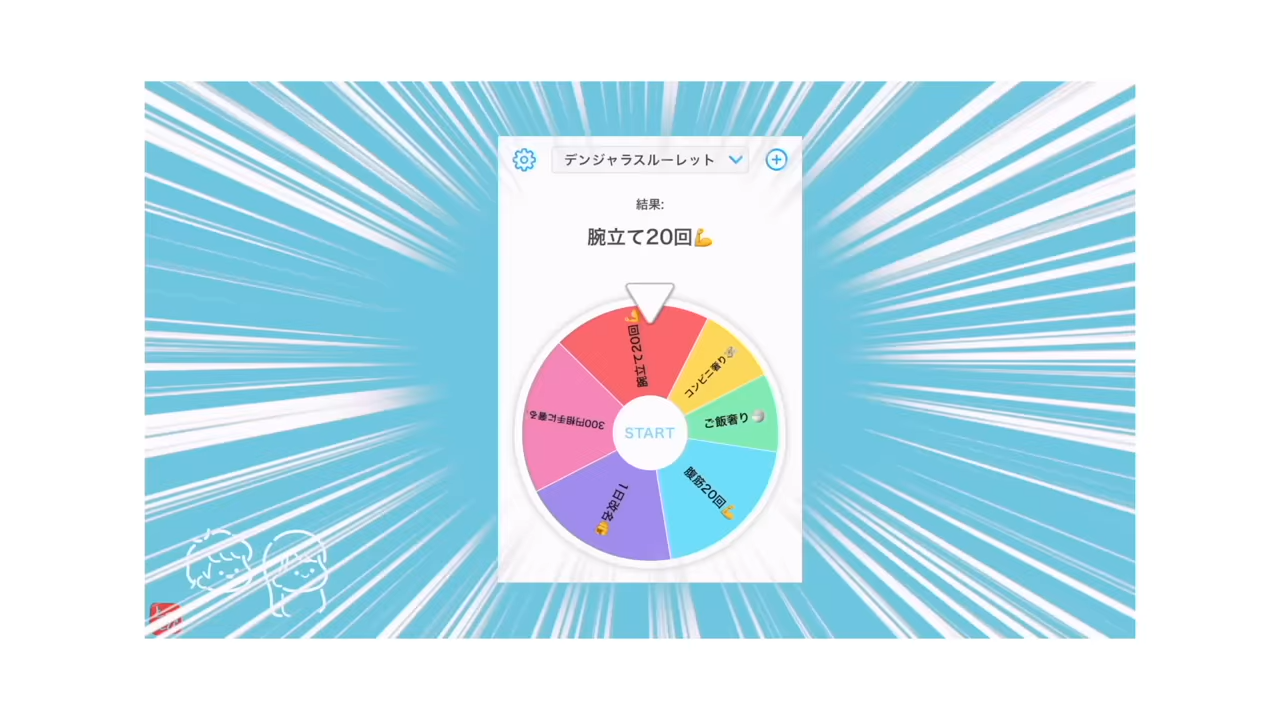 デンジャラスルーレット
結果:
腕立て20回💪
腕立て20回💪
コンビニ奢り
ご飯奢り
腹筋20回💪
1日改名
300円相手に奢る
START